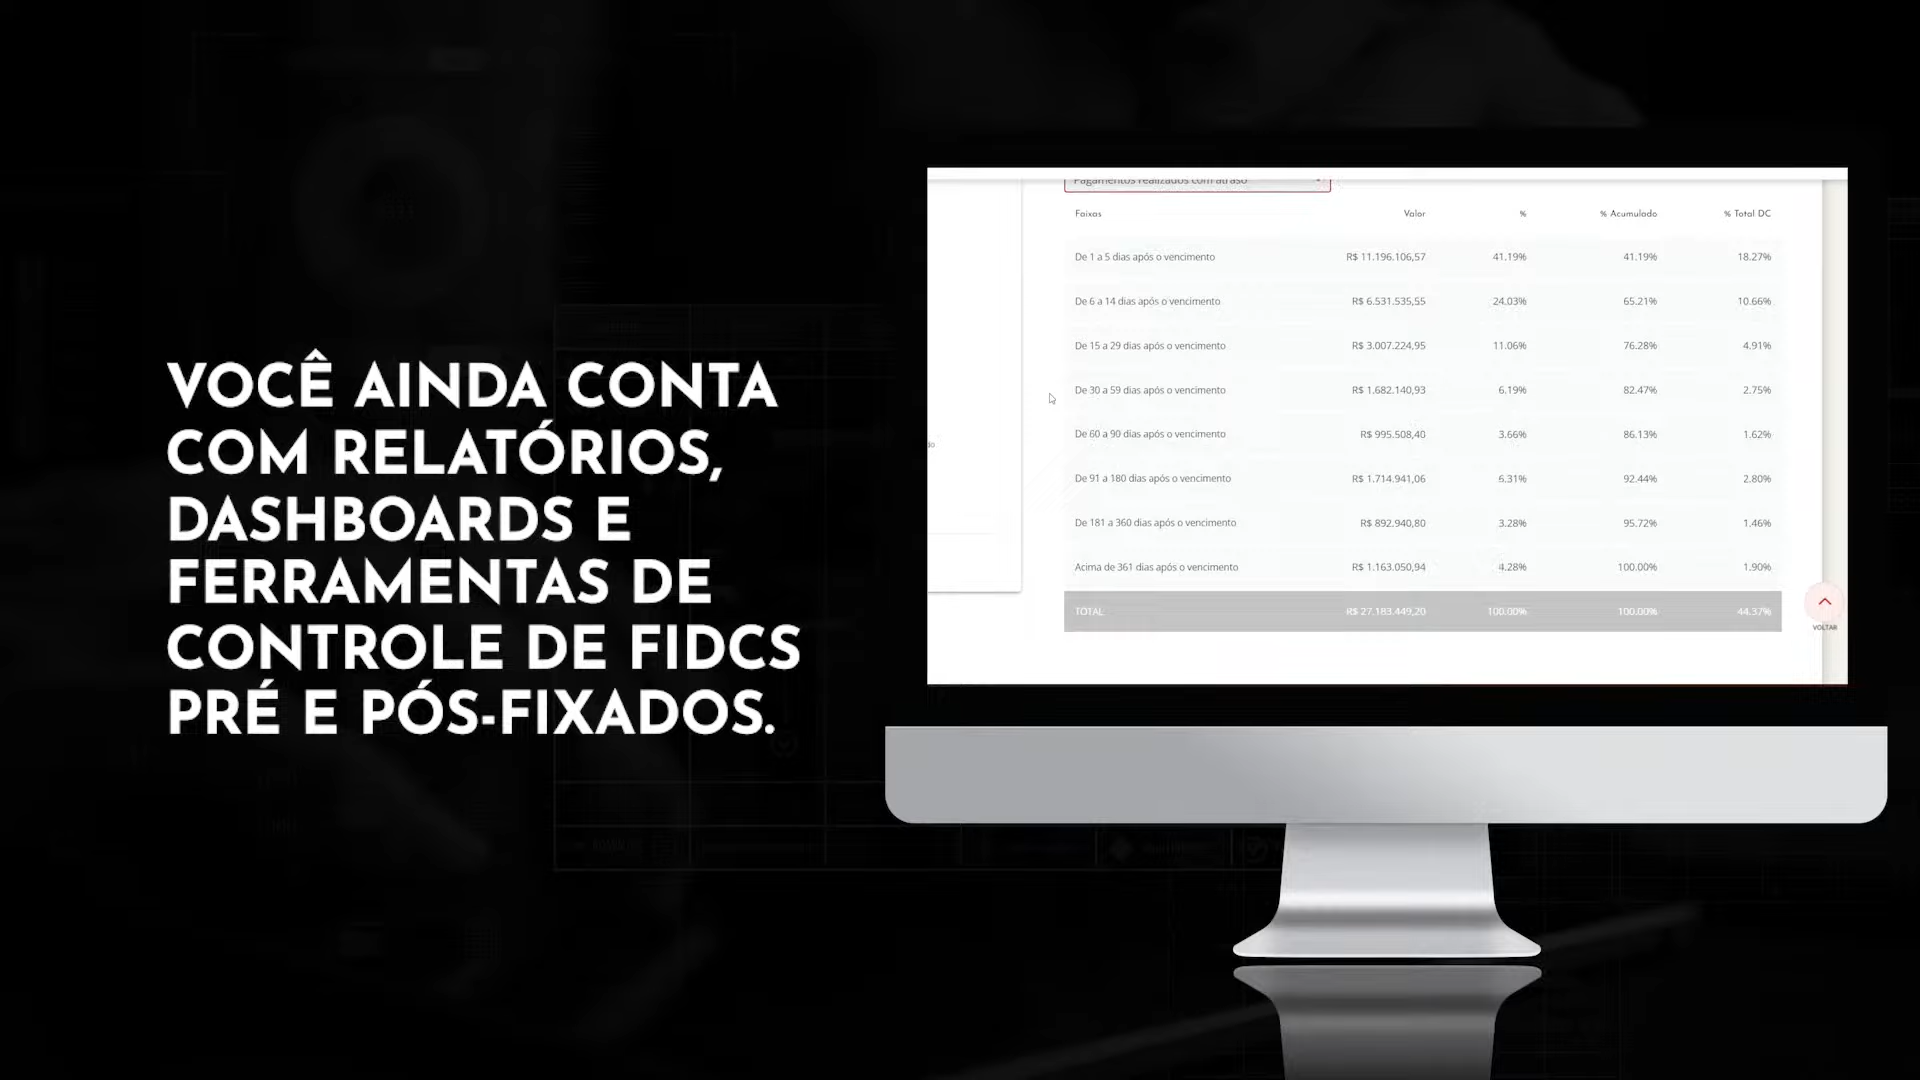 VOCÊ AINDA CONTA
COM RELATÓRIOS,
DASHBOARDS E
FERRAMENTAS DE
CONTROLE DE FIDCS
PRÉ E PÓS-FIXADOS.
Pagamentos realizados com atraso
Faixas Valor % % Acumulado % Total DC
De 1 a 5 dias após o vencimento R$ 11.196.106,57 41.19% 41.19% 18.27%
De 6 a 14 dias após o vencimento R$ 6.531.535,55 24.03% 65.21% 10.66%
De 15 a 29 dias após o vencimento R$ 3.007.224,95 11.06% 76.28% 4.91%
De 30 a 59 dias após o vencimento R$ 1.682.140,93 6.19% 82.47% 2.75%
De 60 a 90 dias após o vencimento R$ 995.508,40 3.66% 86.13% 1.62%
De 91 a 180 dias após o vencimento R$ 1.714.941,06 6.31% 92.44% 2.80%
De 181 a 360 dias após o vencimento R$ 892.940,80 3.28% 95.72% 1.46%
Acima de 361 dias após o vencimento R$ 1.163.050,94 4.28% 100.00% 1.90%
TOTAL R$ 27.183.449,20 100.00% 100.00% 44.37%
VOLTAR